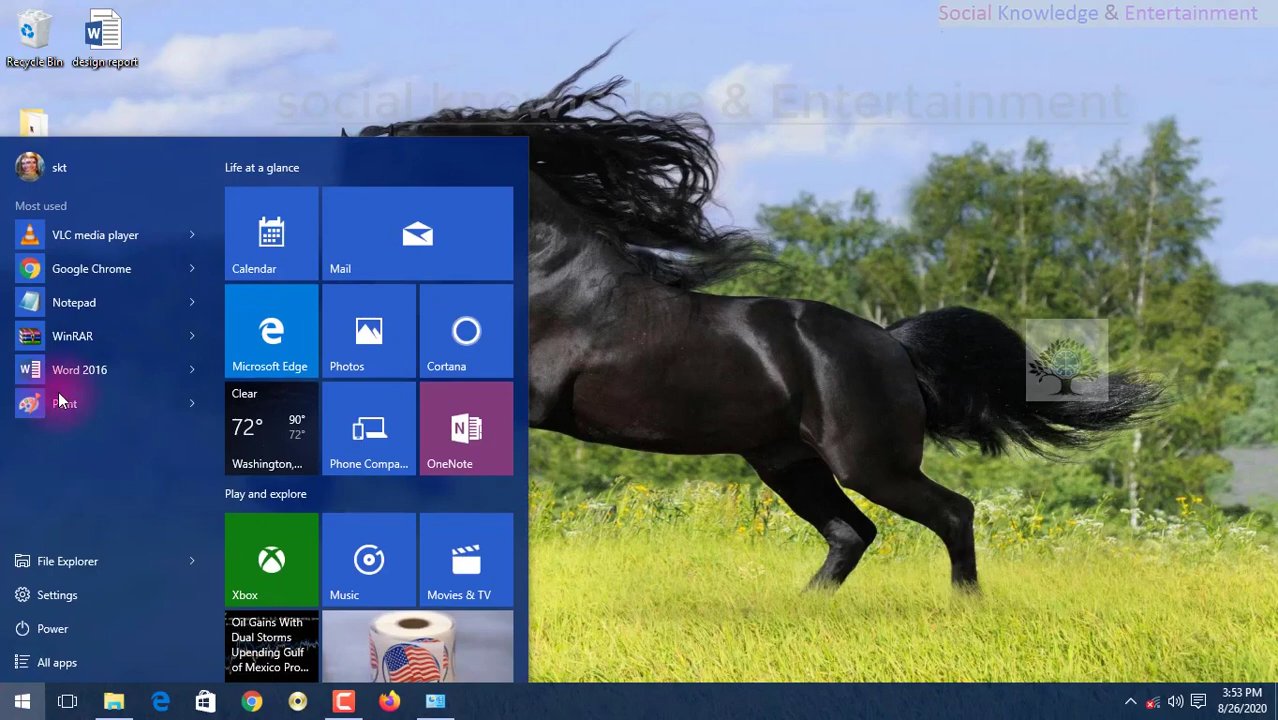 Social Knowledge & Entertainment
Recycle Bin
design report
social knowledge & Entertainment
skt
Most used
VLC media player
Google Chrome
Notepad
WinRAR
Word 2016
Paint
File Explorer
Settings
Power
All apps
Life at a glance
Calendar
Mail
Microsoft Edge
Photos
Cortana
Clear
72°
90°
72°
Washington,...
Phone Compa...
OneNote
Play and explore
Xbox
Music
Movies & TV
Oil Gains With
Dual Storms
Upending Gulf
of Mexico Pro...
3:53 PM
8/26/2020